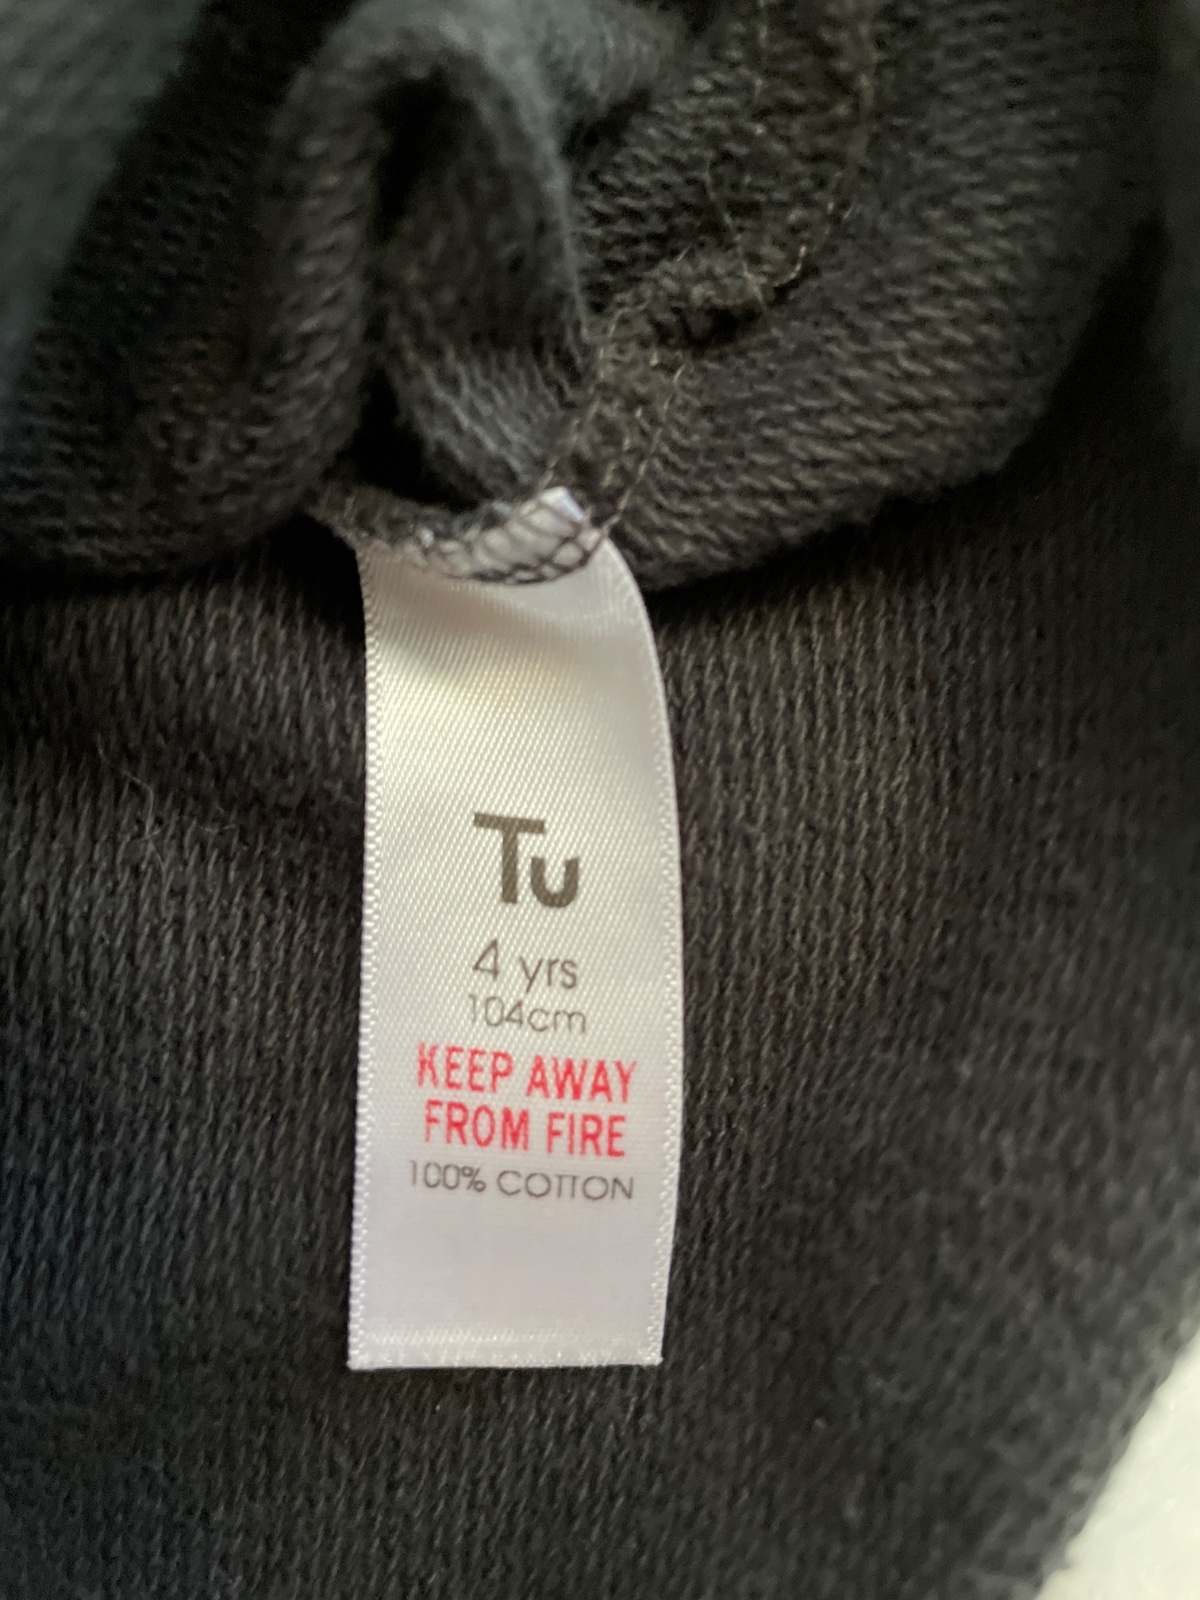 Tu
4 yrs
104cm
KEEP AWAY
FROM FIRE
100% COTTON